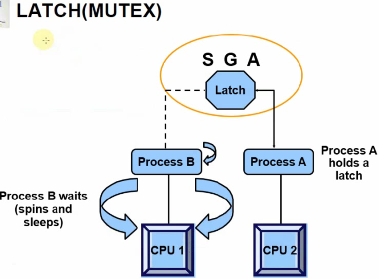 LATCH(MUTEX)
S G A
Latch
Process B
Process A
Process A
holds a
latch
Process B waits
(spins and
sleeps)
CPU 1
CPU 2